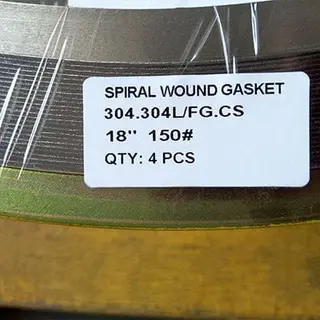 SPIRAL WOUND GASKET
304.304L/FG.CS
18" 150#
QTY: 4 PCS